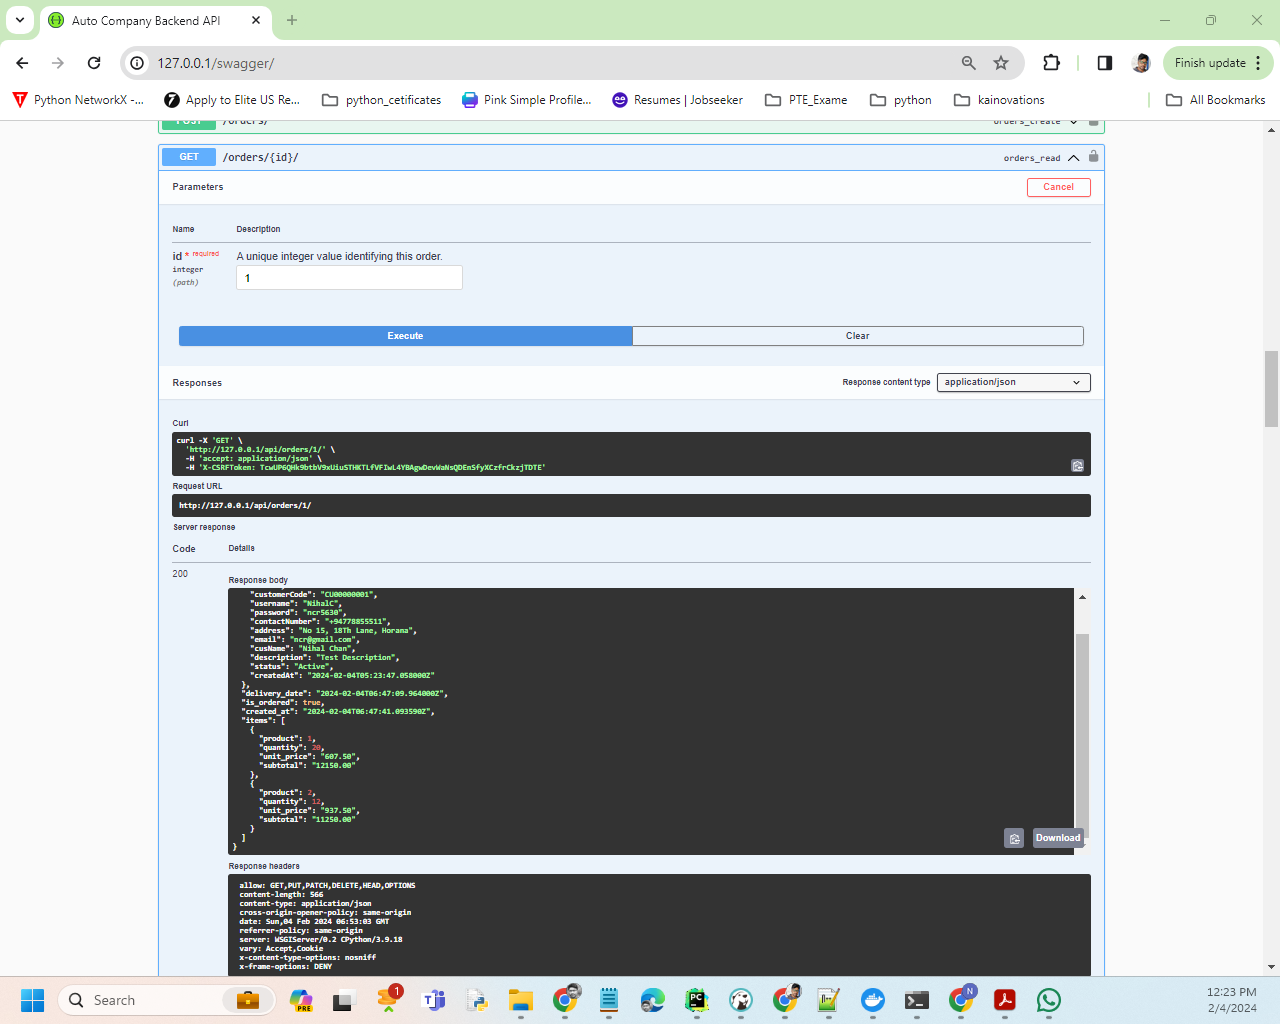 Auto Company Backend API
127.0.0.1/swagger/
Finish update
Python NetworkX -...
Apply to Elite US Re...
python_cetificates
Pink Simple Profile...
Resumes | Jobseeker
PTE_Exame
python
kainovations
All Bookmarks
POST /orders/ orders_create
GET /orders/{id}/ orders_read
Parameters
Cancel
Name Description
id * required
A unique integer value identifying this order.
integer
(path)
1
Execute
Clear
Responses
Response content type
application/json
Curl
curl -X 'GET' \
'http://127.0.0.1/api/orders/1/' \
-H 'accept: application/json' \
Request URL
http://127.0.0.1/api/orders/1/
Server response
Code Details
200
Response body
"customerCode": "CU00000001",
"username": "NihalC",
"password": "ncr5630",
"contactNumber": "+94778855511",
"address": "No 15, 18Th Lane, Horana",
"email": "ncr@gmail.com",
"cusName": "Nihal Chan",
"description": "Test Description",
"status": "Active",
"createdAt": "2024-02-04T05:23:47.058000Z"
},
"delivery_date": "2024-02-04T06:47:09.964000Z",
"is_ordered": true,
"created_at": "2024-02-04T06:47:41.093590Z",
"items": [
{
"product": 1,
"quantity": 20,
"unit_price": "607.50",
"subtotal": "12150.00"
},
{
"product": 2,
"quantity": 12,
"unit_price": "937.50",
"subtotal": "11250.00"
}
]
}
Download
Response headers
allow: GET,PUT,PATCH,DELETE,HEAD,OPTIONS
content-length: 566
content-type: application/json
cross-origin-opener-policy: same-origin
date: Sun,04 Feb 2024 06:53:03 GMT
referrer-policy: same-origin
server: WSGIServer/0.2 CPython/3.9.18
vary: Accept,Cookie
x-content-type-options: nosniff
x-frame-options: DENY
Search
PRE
1
PC
N
12:23 PM
2/4/2024